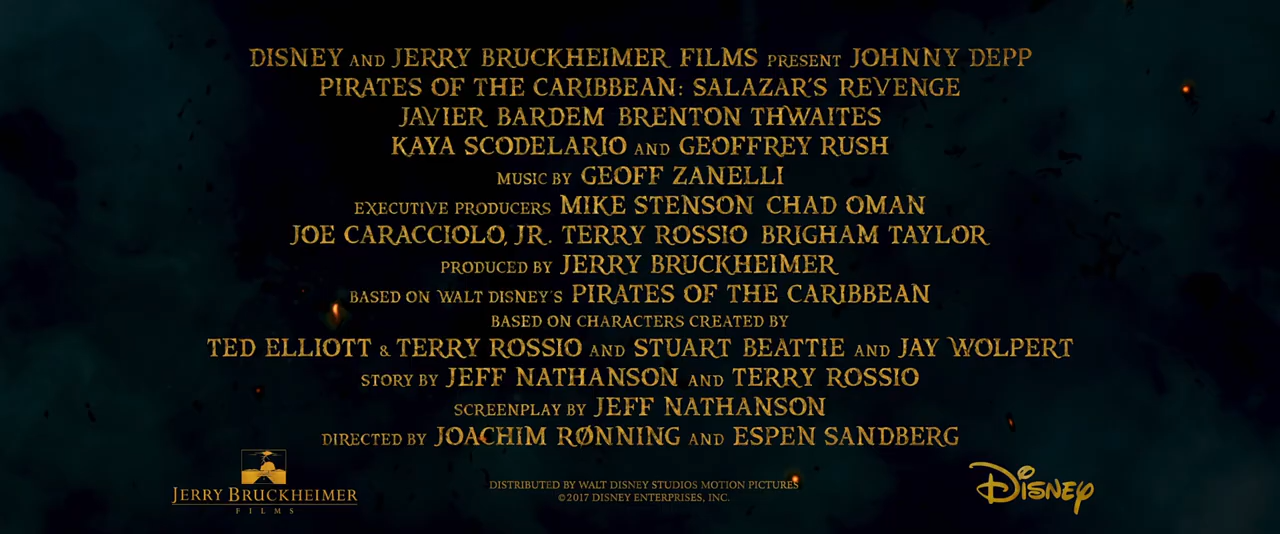 DISNEY AND JERRY BRUCKHEIMER FILMS PRESENT JOHNNY DEPP
PIRATES OF THE CARIBBEAN: SALAZAR'S REVENGE
JAVIER BARDEM BRENTON THWAITES
KAYA SCODELARIO AND GEOFFREY RUSH
MUSIC BY GEOFF ZANELLI
EXECUTIVE PRODUCERS MIKE STENSON CHAD OMAN
JOE CARACCIOLO, JR. TERRY ROSSIO BRIGHAM TAYLOR
PRODUCED BY JERRY BRUCKHEIMER
BASED ON WALT DISNEY'S PIRATES OF THE CARIBBEAN
BASED ON CHARACTERS CREATED BY
TED ELLIOTT & TERRY ROSSIO AND STUART BEATTIE AND JAY WOLPERT
STORY BY JEFF NATHANSON AND TERRY ROSSIO
SCREENPLAY BY JEFF NATHANSON
DIRECTED BY JOACHIM RØNNING AND ESPEN SANDBERG
JERRY BRUCKHEIMER
FILMS
DISTRIBUTED BY WALT DISNEY STUDIOS MOTION PICTURES
©2017 DISNEY ENTERPRISES, INC.
Disney